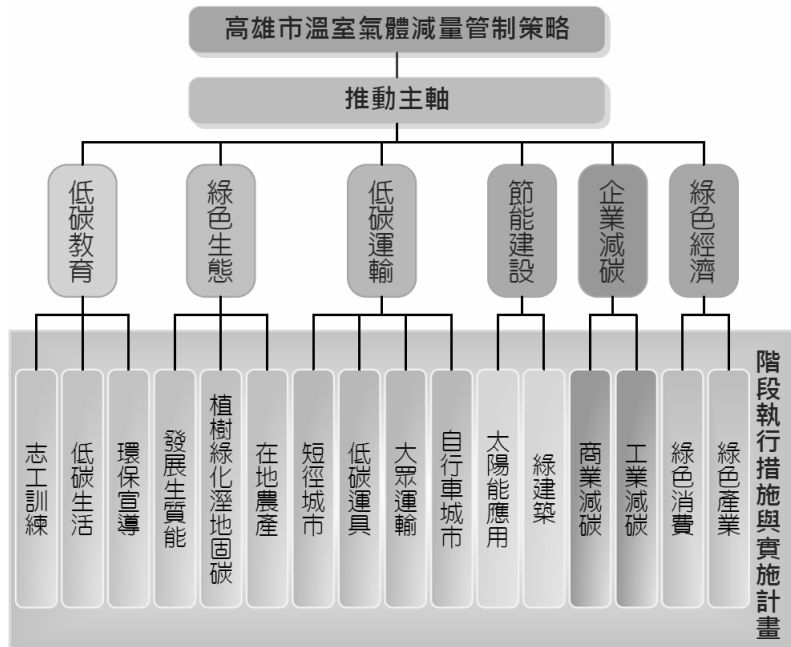 高雄市溫室氣體減量管制策略
推動主軸
低碳教育
綠色生態
低碳運輸
節能建設
企業減碳
綠色經濟
志工訓練
低碳生活
環保宣導
發展生質能
植樹綠化溼地固碳
在地農產
短徑城市
低碳運具
大眾運輸
自行車城市
太陽能應用
綠建築
商業減碳
工業減碳
綠色消費
綠色產業
階段執行措施與實施計畫